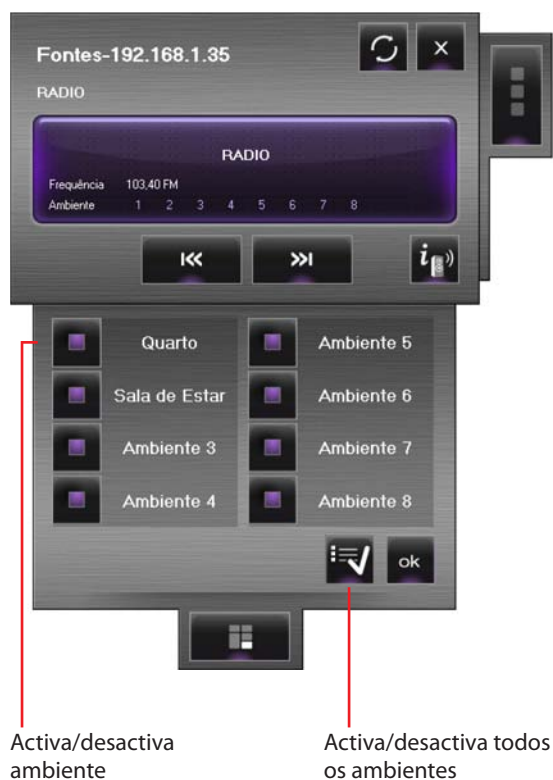 Fontes-192.168.1.35
RADIO
RADIO
Frequência 103,40 FM
Ambiente 1 2 3 4 5 6 7 8
Quarto Ambiente 5
Sala de Estar Ambiente 6
Ambiente 3 Ambiente 7
Ambiente 4 Ambiente 8
ok
Activa/desactiva Activa/desactiva todos
ambiente os ambientes